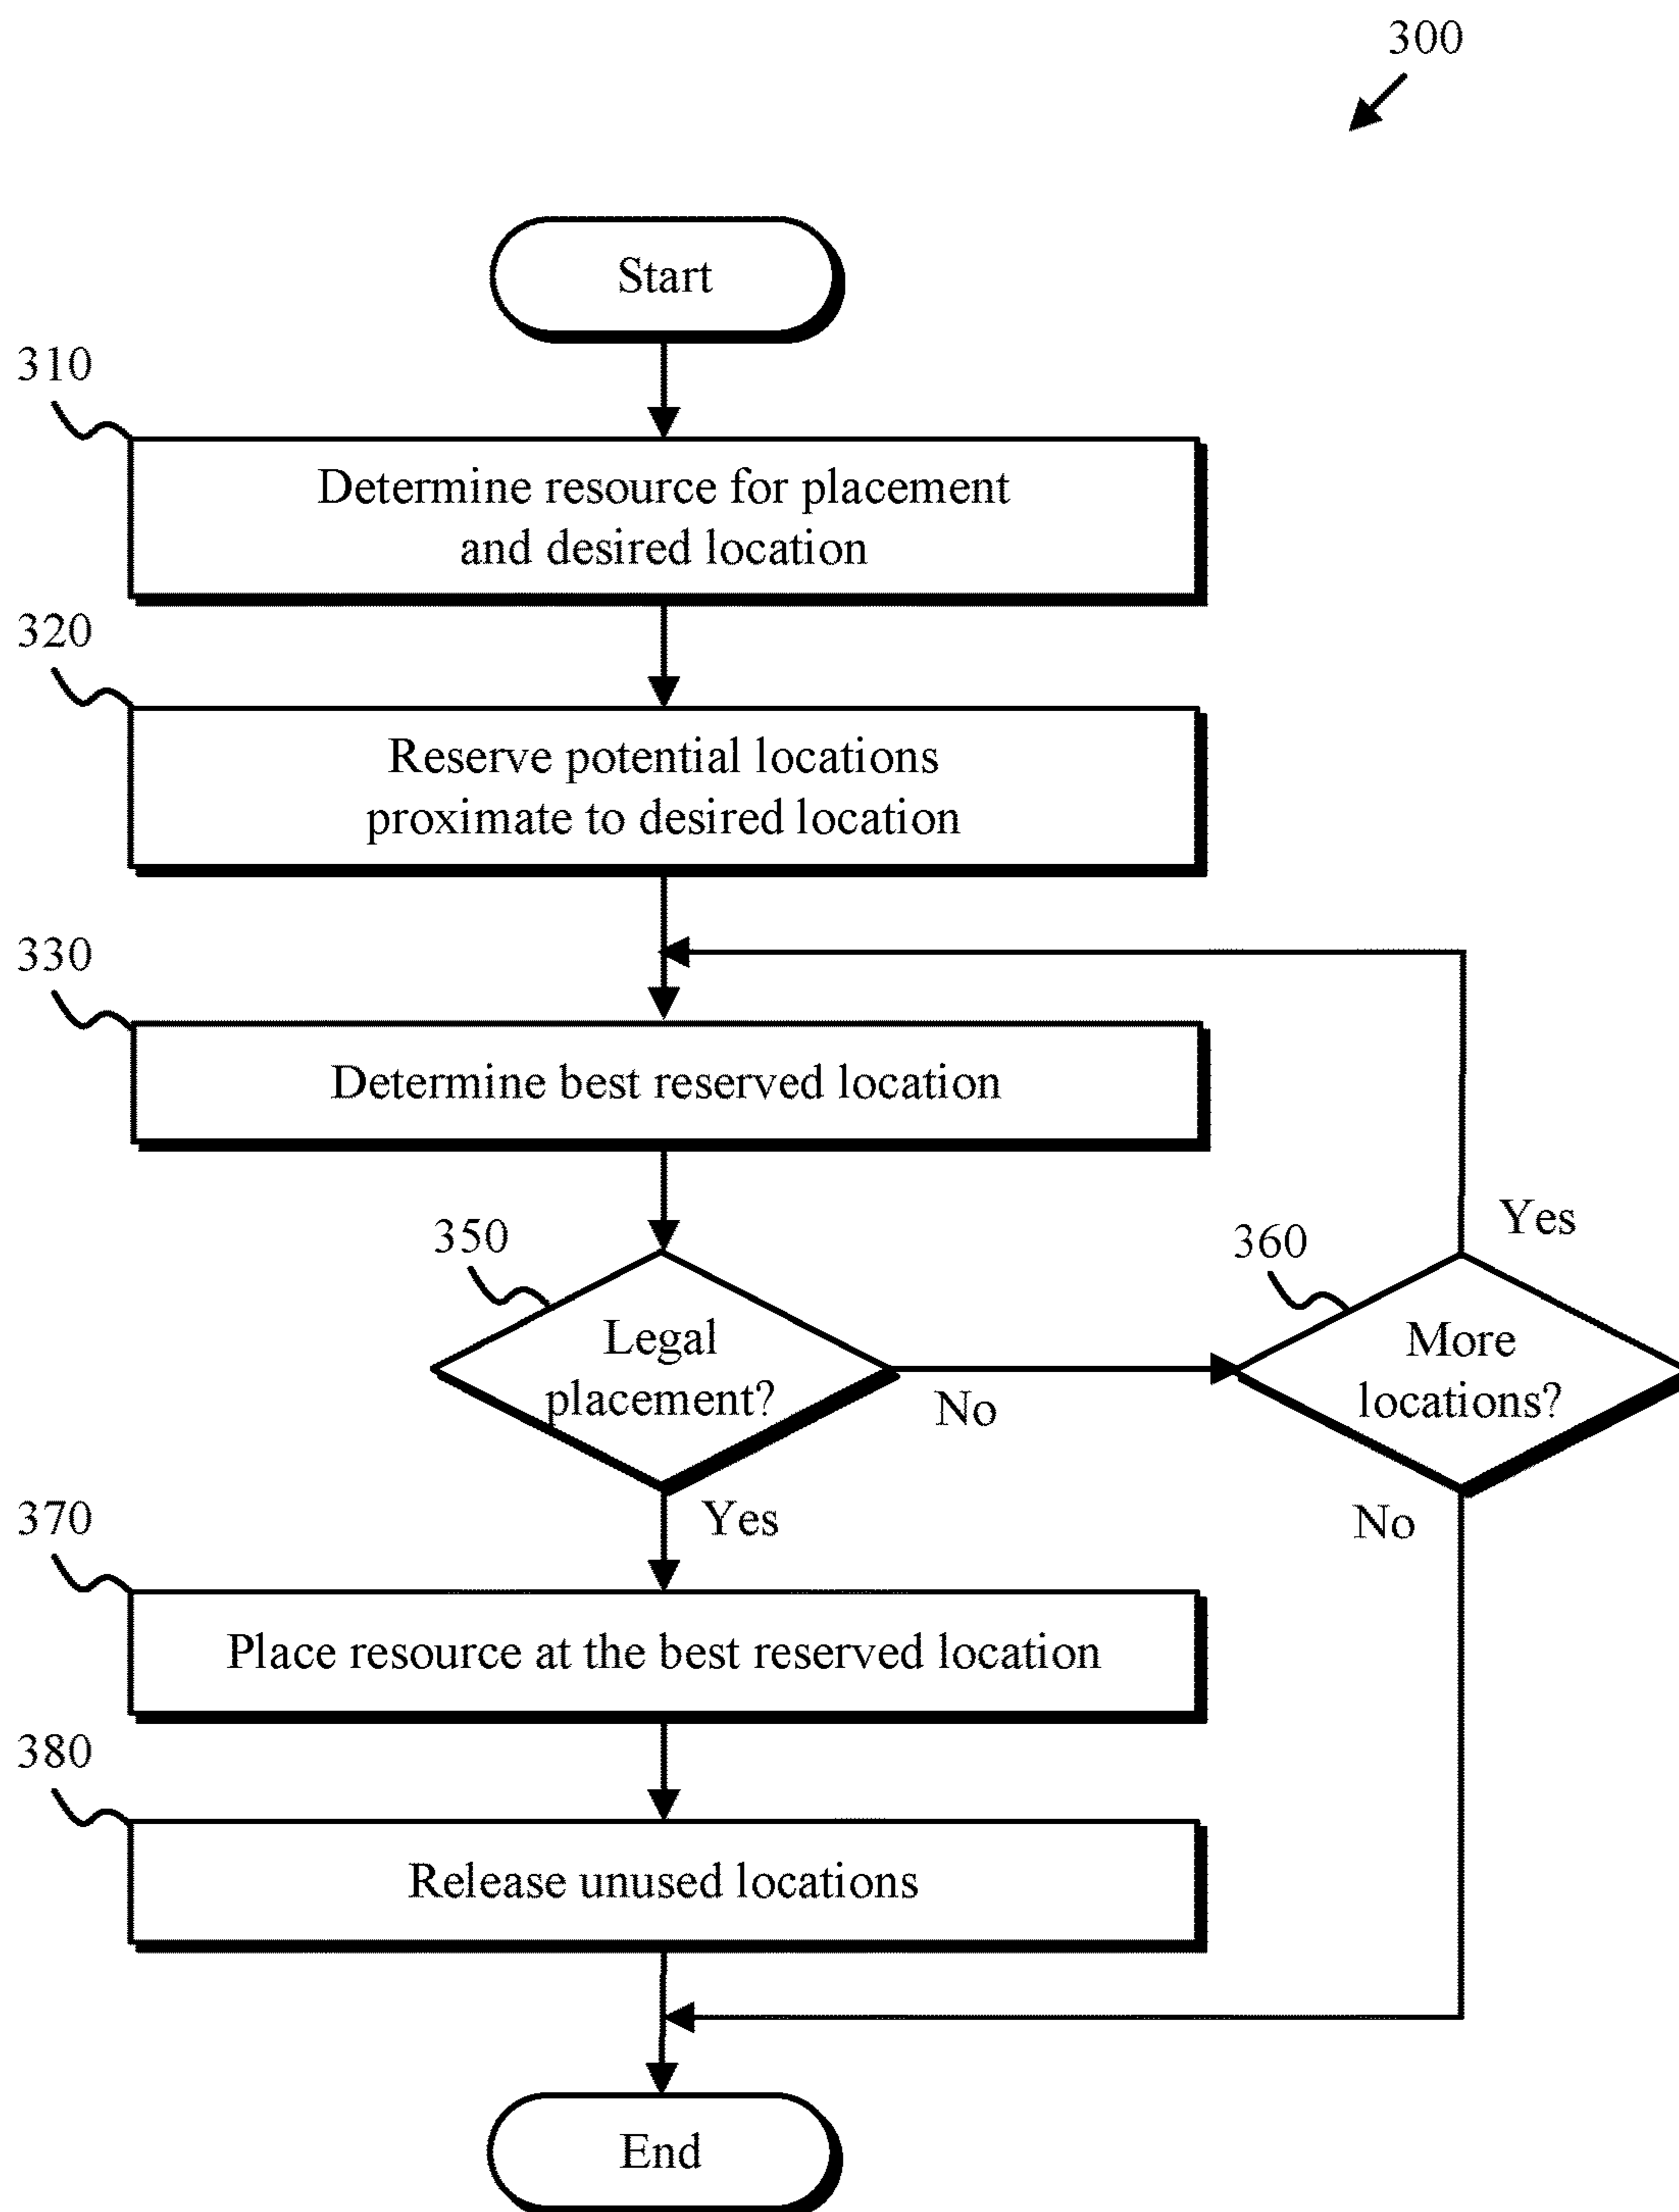 300
Start
310
Determine resource for placement
and desired location
320
Reserve potential locations
proximate to desired location
330
Determine best reserved location
350
Legal
placement?
No
360
More
locations?
Yes
No
Yes
370
Place resource at the best reserved location
380
Release unused locations
End